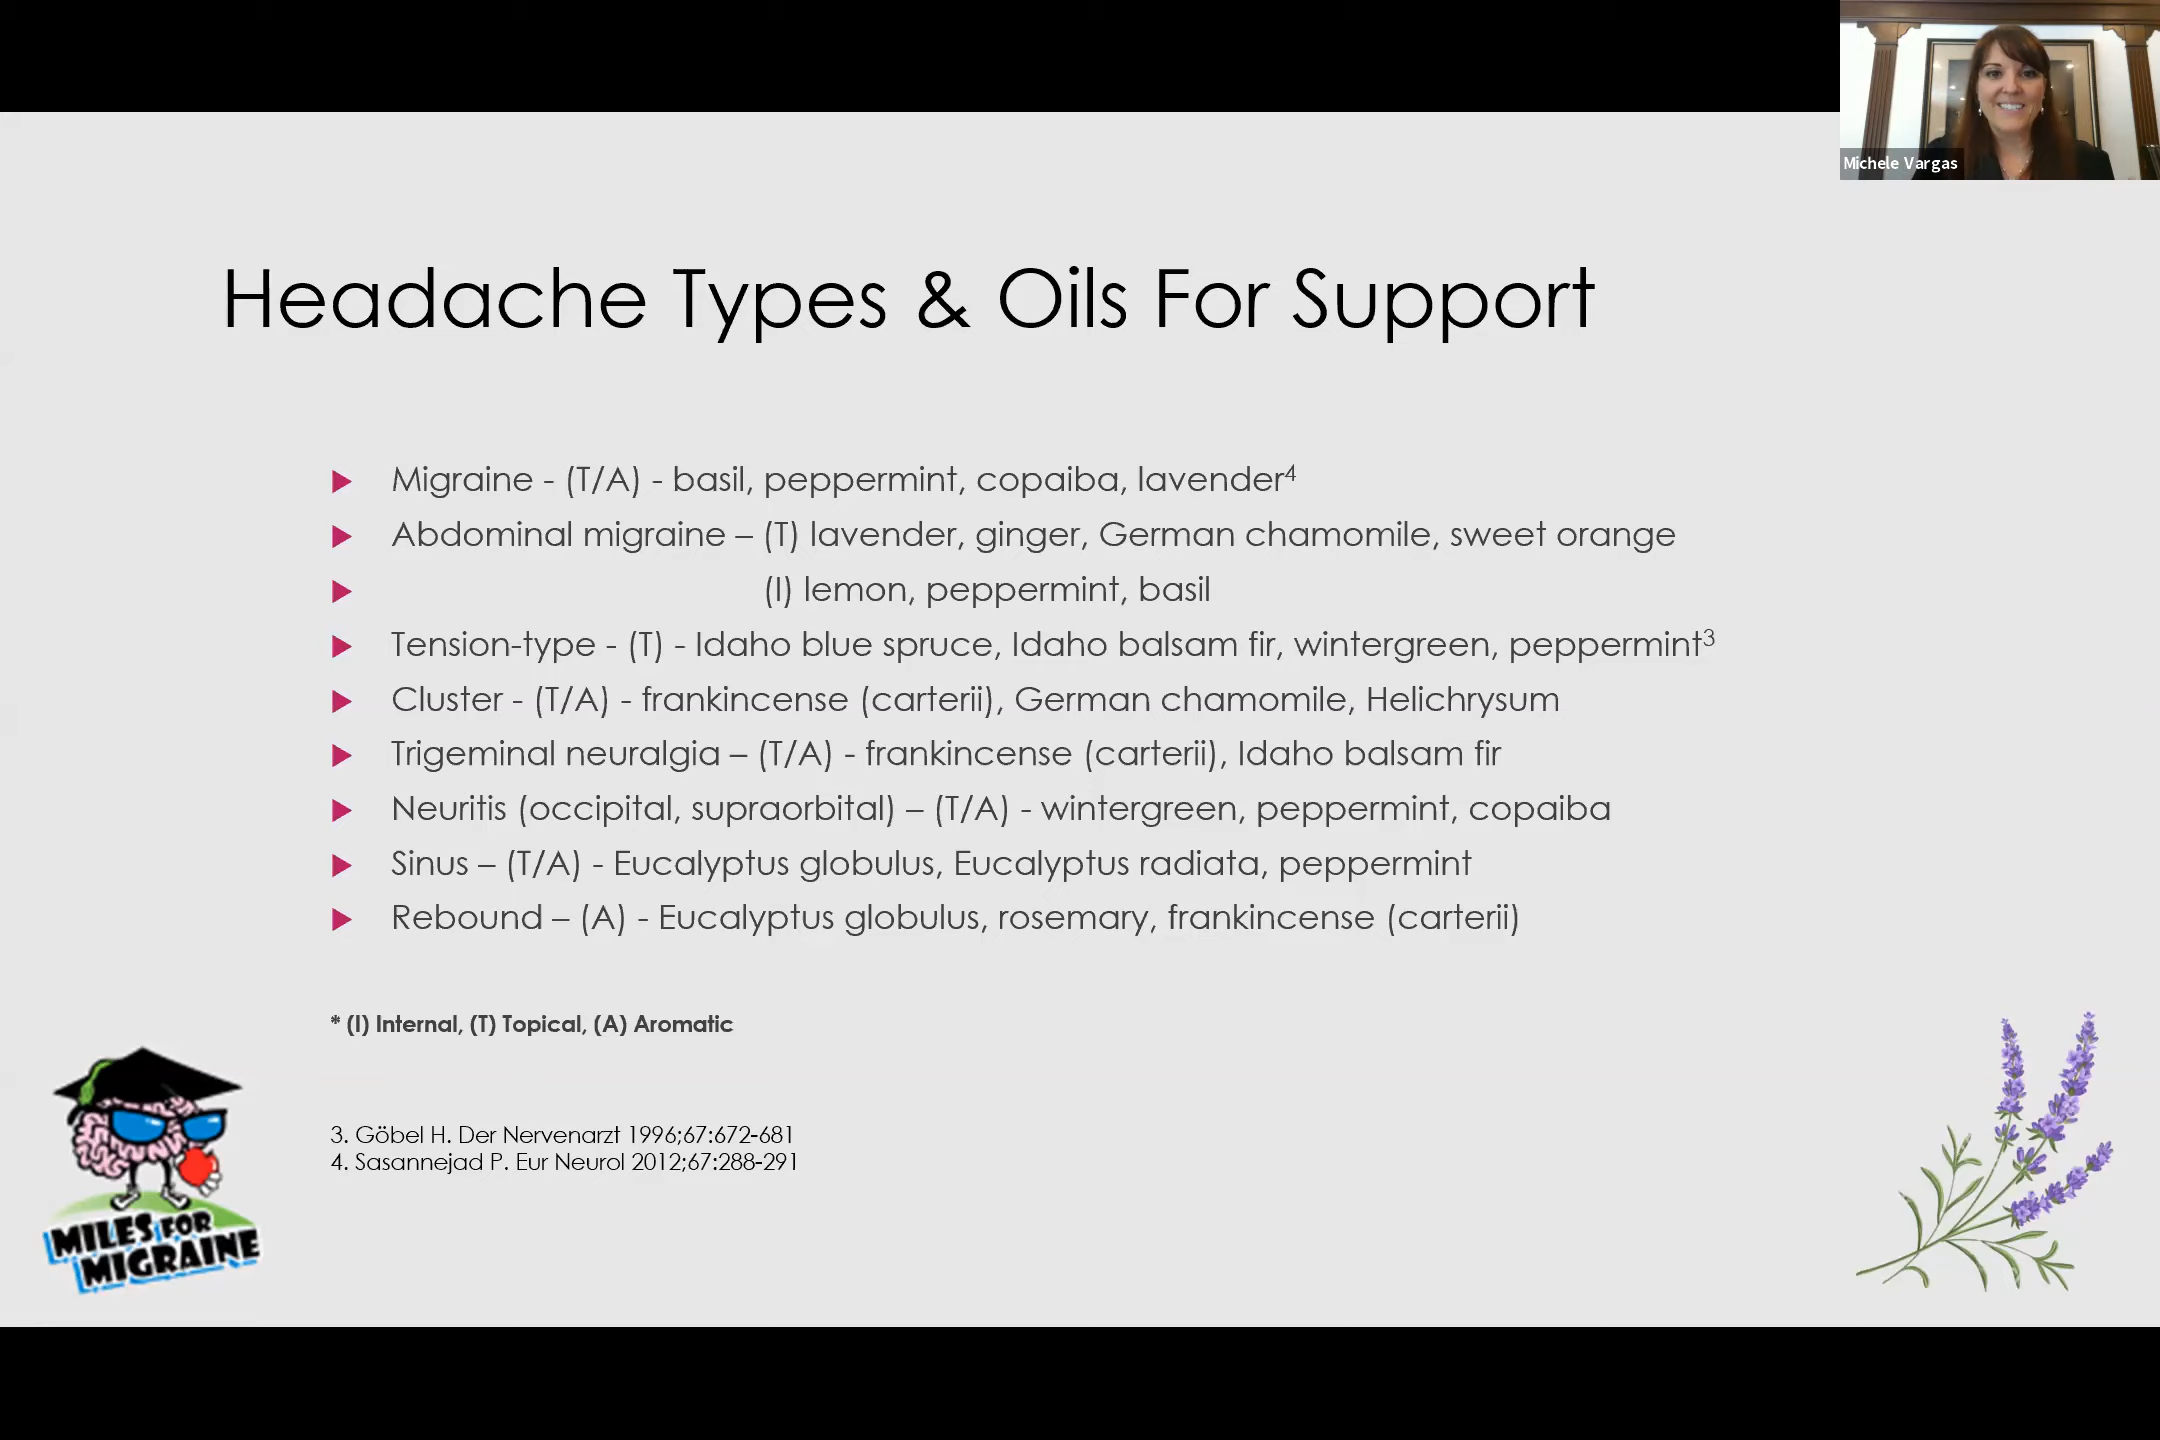 Michele Vargas
Headache Types & Oils For Support
Migraine - (T/A) - basil, peppermint, copaiba, lavender⁴
Abdominal migraine – (T) lavender, ginger, German chamomile, sweet orange
(I) lemon, peppermint, basil
Tension-type - (T) - Idaho blue spruce, Idaho balsam fir, wintergreen, peppermint³
Cluster - (T/A) - frankincense (carterii), German chamomile, Helichrysum
Trigeminal neuralgia – (T/A) - frankincense (carterii), Idaho balsam fir
Neuritis (occipital, supraorbital) – (T/A) - wintergreen, peppermint, copaiba
Sinus – (T/A) - Eucalyptus globulus, Eucalyptus radiata, peppermint
Rebound – (A) - Eucalyptus globulus, rosemary, frankincense (carterii)
* (I) Internal, (T) Topical, (A) Aromatic
3. Göbel H. Der Nervenarzt 1996;67:672-681
4. Sasannejad P. Eur Neurol 2012;67:288-291
MILES FOR
MIGRAINE